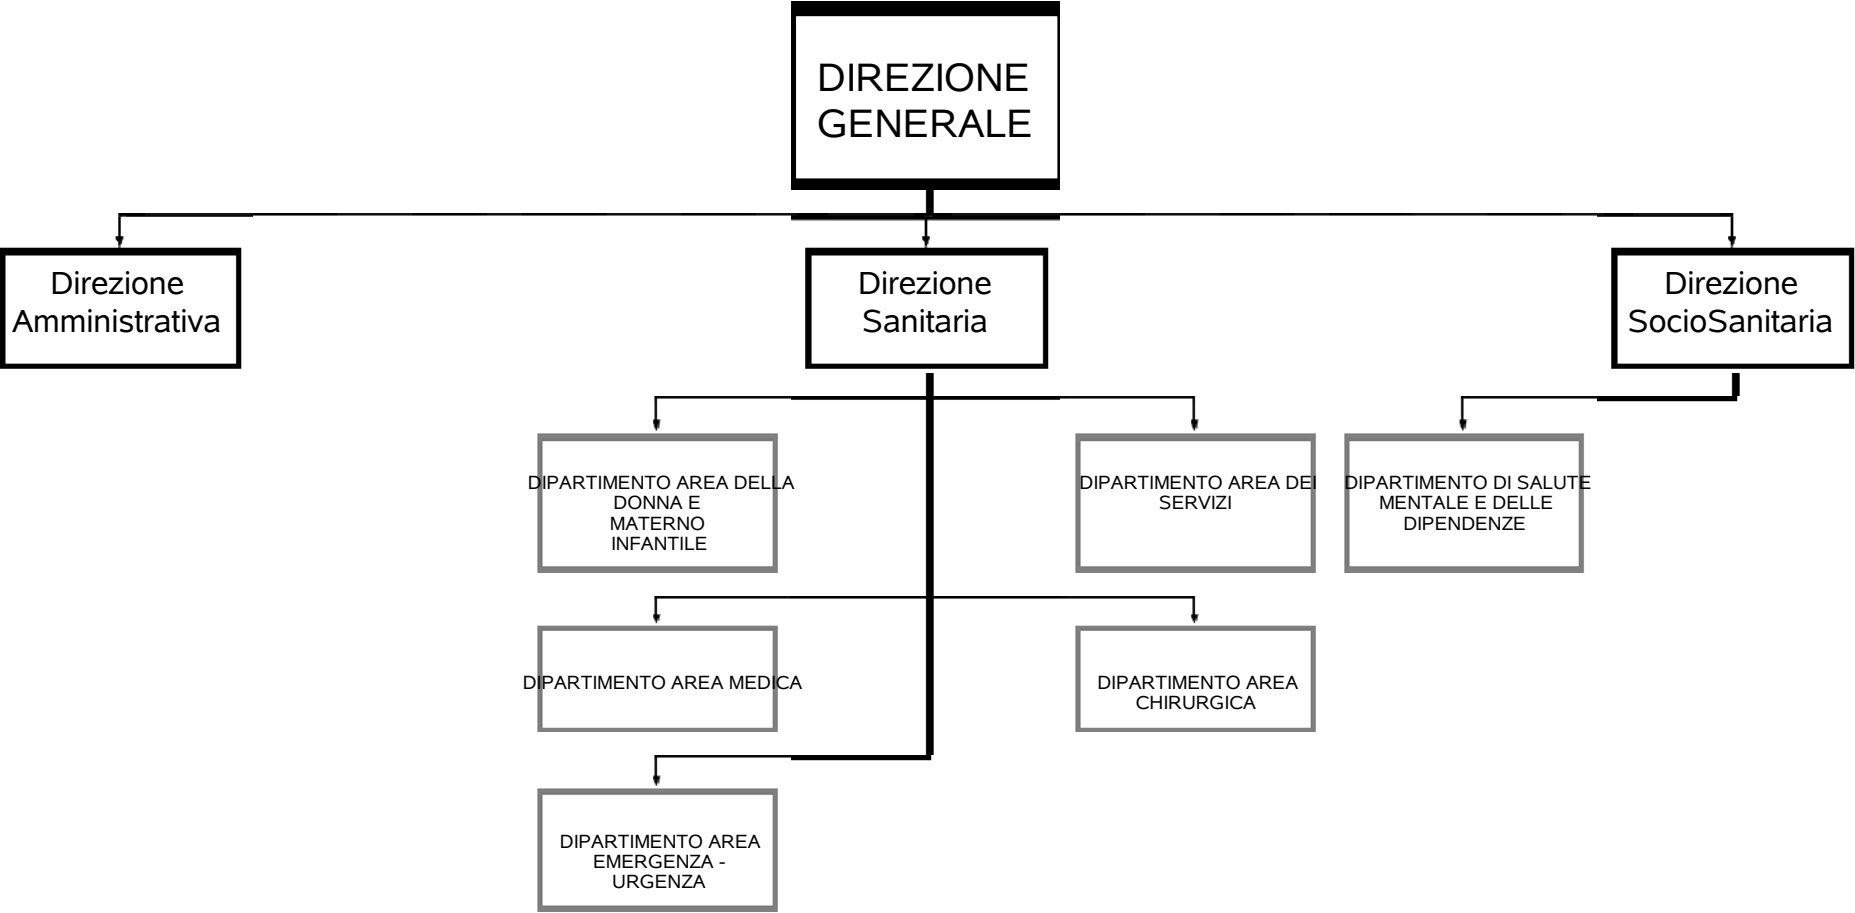 DIREZIONE
GENERALE
Direzione
Amministrativa
Direzione
Sanitaria
Direzione
SocioSanitaria
DIPARTIMENTO AREA DELLA
DONNA E
MATERNO
INFANTILE
DIPARTIMENTO AREA DEI
SERVIZI
DIPARTIMENTO DI SALUTE
MENTALE E DELLE
DIPENDENZE
DIPARTIMENTO AREA MEDICA
DIPARTIMENTO AREA
CHIRURGICA
DIPARTIMENTO AREA
EMERGENZA -
URGENZA